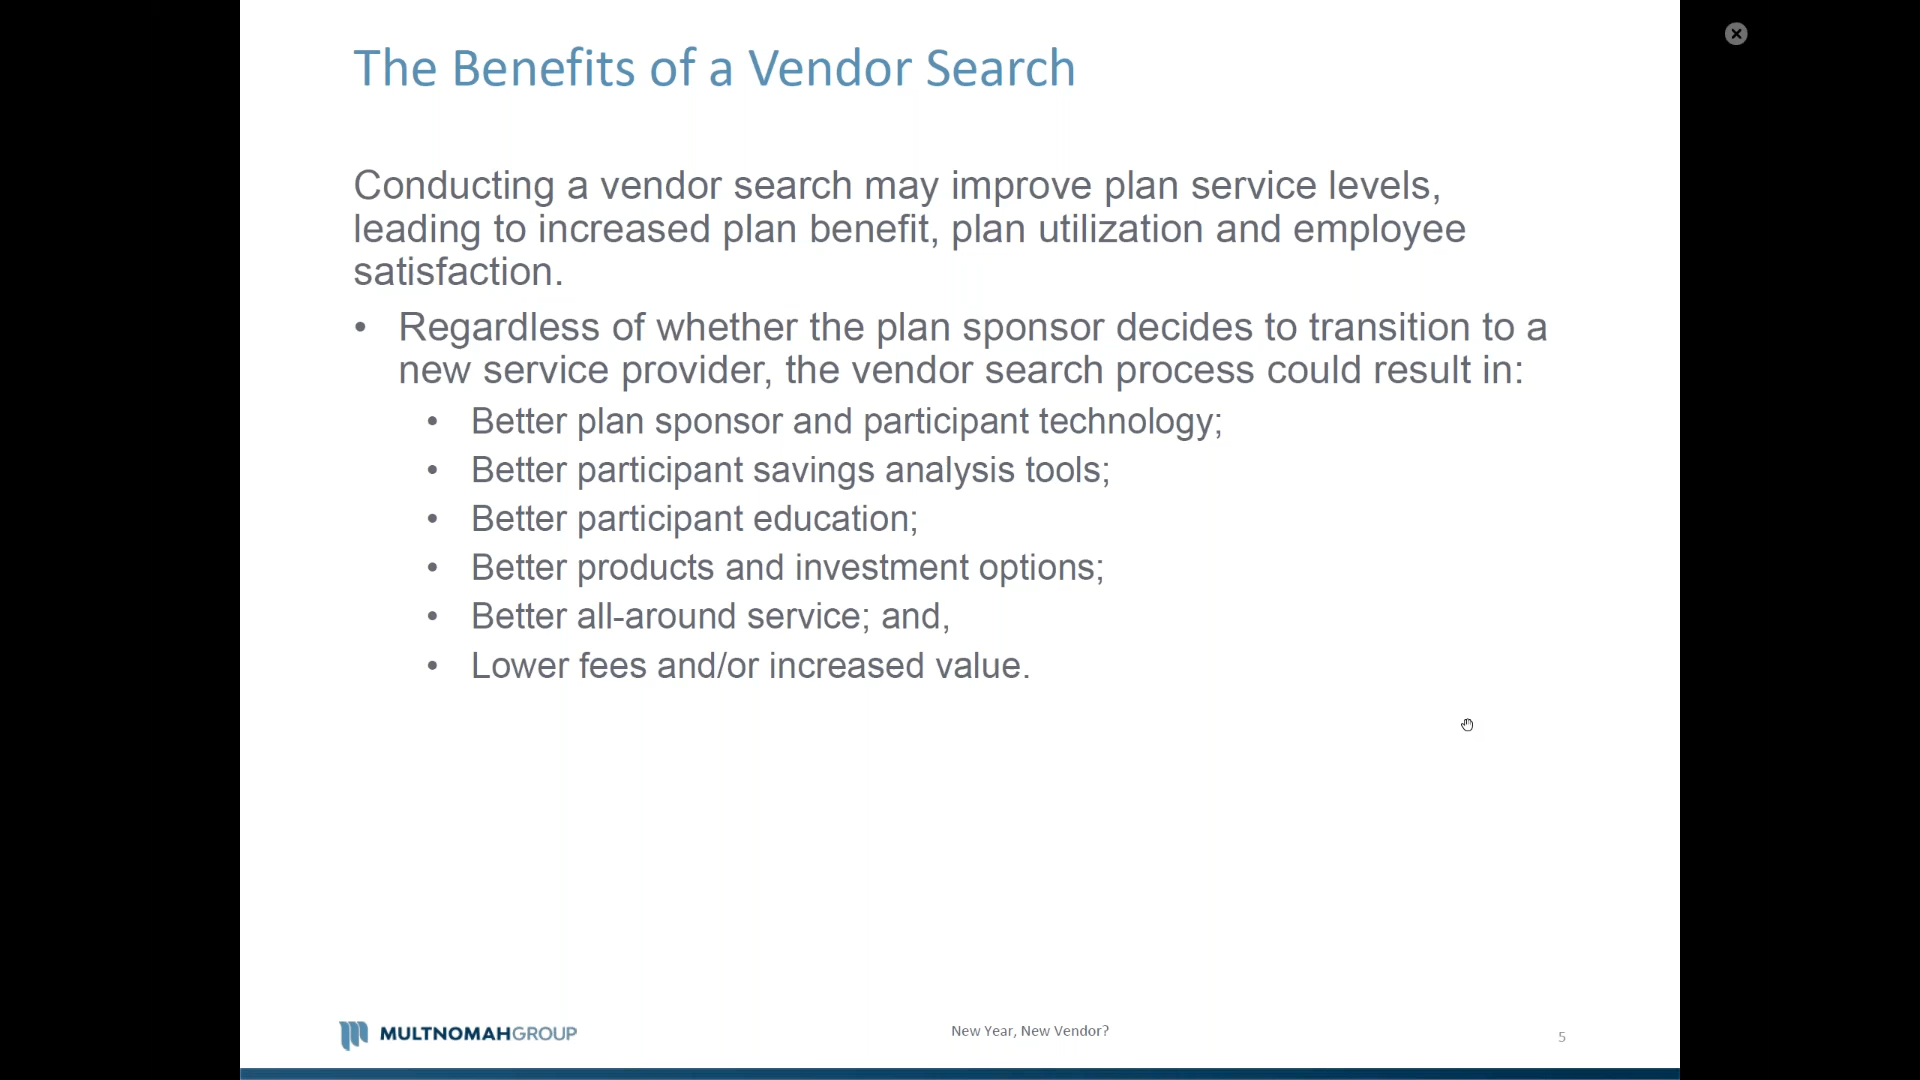 The Benefits of a Vendor Search
Conducting a vendor search may improve plan service levels,
leading to increased plan benefit, plan utilization and employee
satisfaction.
• Regardless of whether the plan sponsor decides to transition to a
new service provider, the vendor search process could result in:
• Better plan sponsor and participant technology;
• Better participant savings analysis tools;
• Better participant education;
• Better products and investment options;
• Better all-around service; and,
• Lower fees and/or increased value.
MULTNOMAHGROUP
New Year, New Vendor?
5